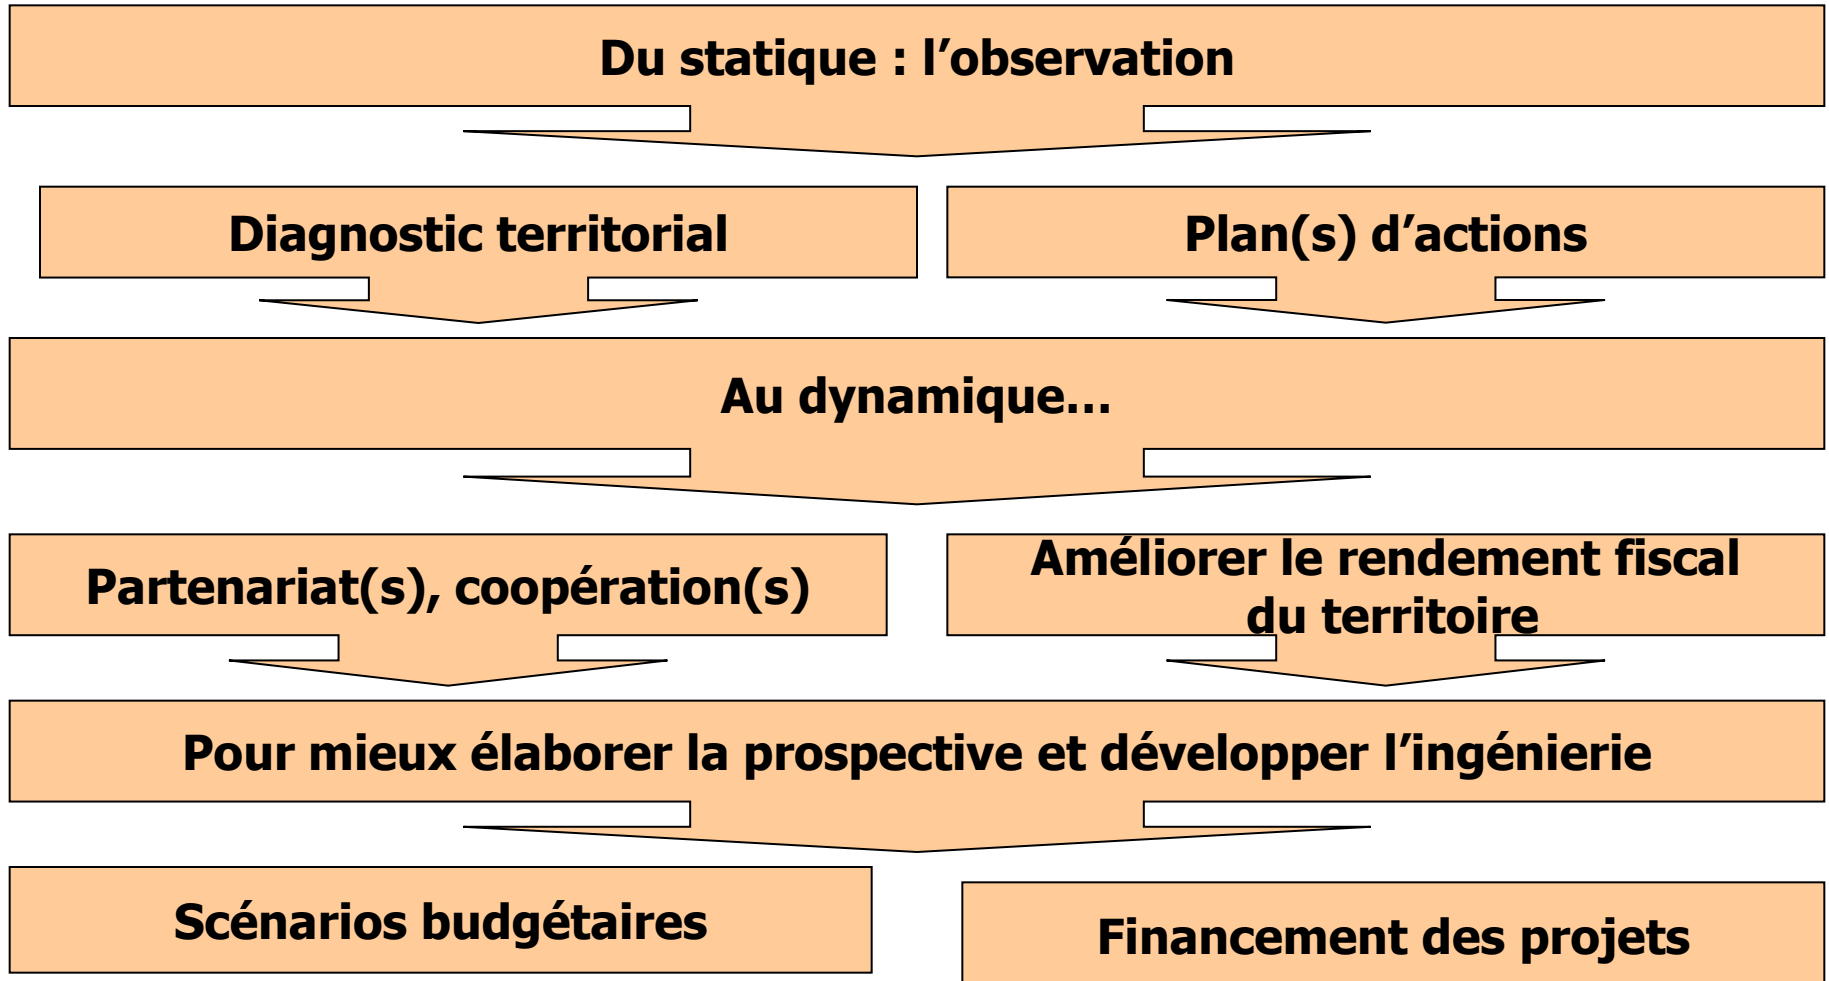 Du statique : l’observation
Diagnostic territorial
Plan(s) d’actions
Au dynamique…
Partenariat(s), coopération(s)
Améliorer le rendement fiscal
du territoire
Pour mieux élaborer la prospective et développer l’ingénierie
Scénarios budgétaires
Financement des projets